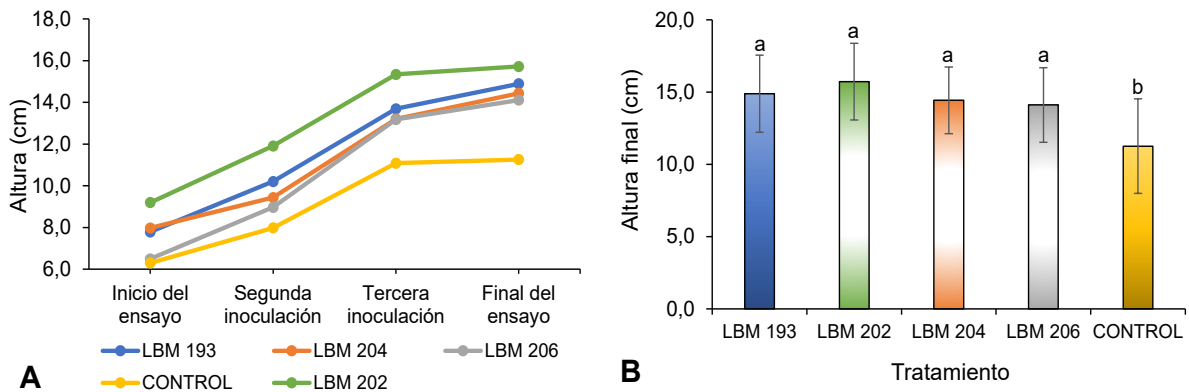 18,0
16,0
14,0
12,0
10,0
8,0
6,0
Altura (cm)
Inicio del ensayo
Segunda inoculación
Tercera inoculación
Final del ensayo
LBM 193
LBM 204
LBM 206
CONTROL
LBM 202
A
20,0
15,0
10,0
5,0
0,0
Altura final (cm)
a
a
a
a
b
LBM 193
LBM 202
LBM 204
LBM 206
CONTROL
Tratamiento
B